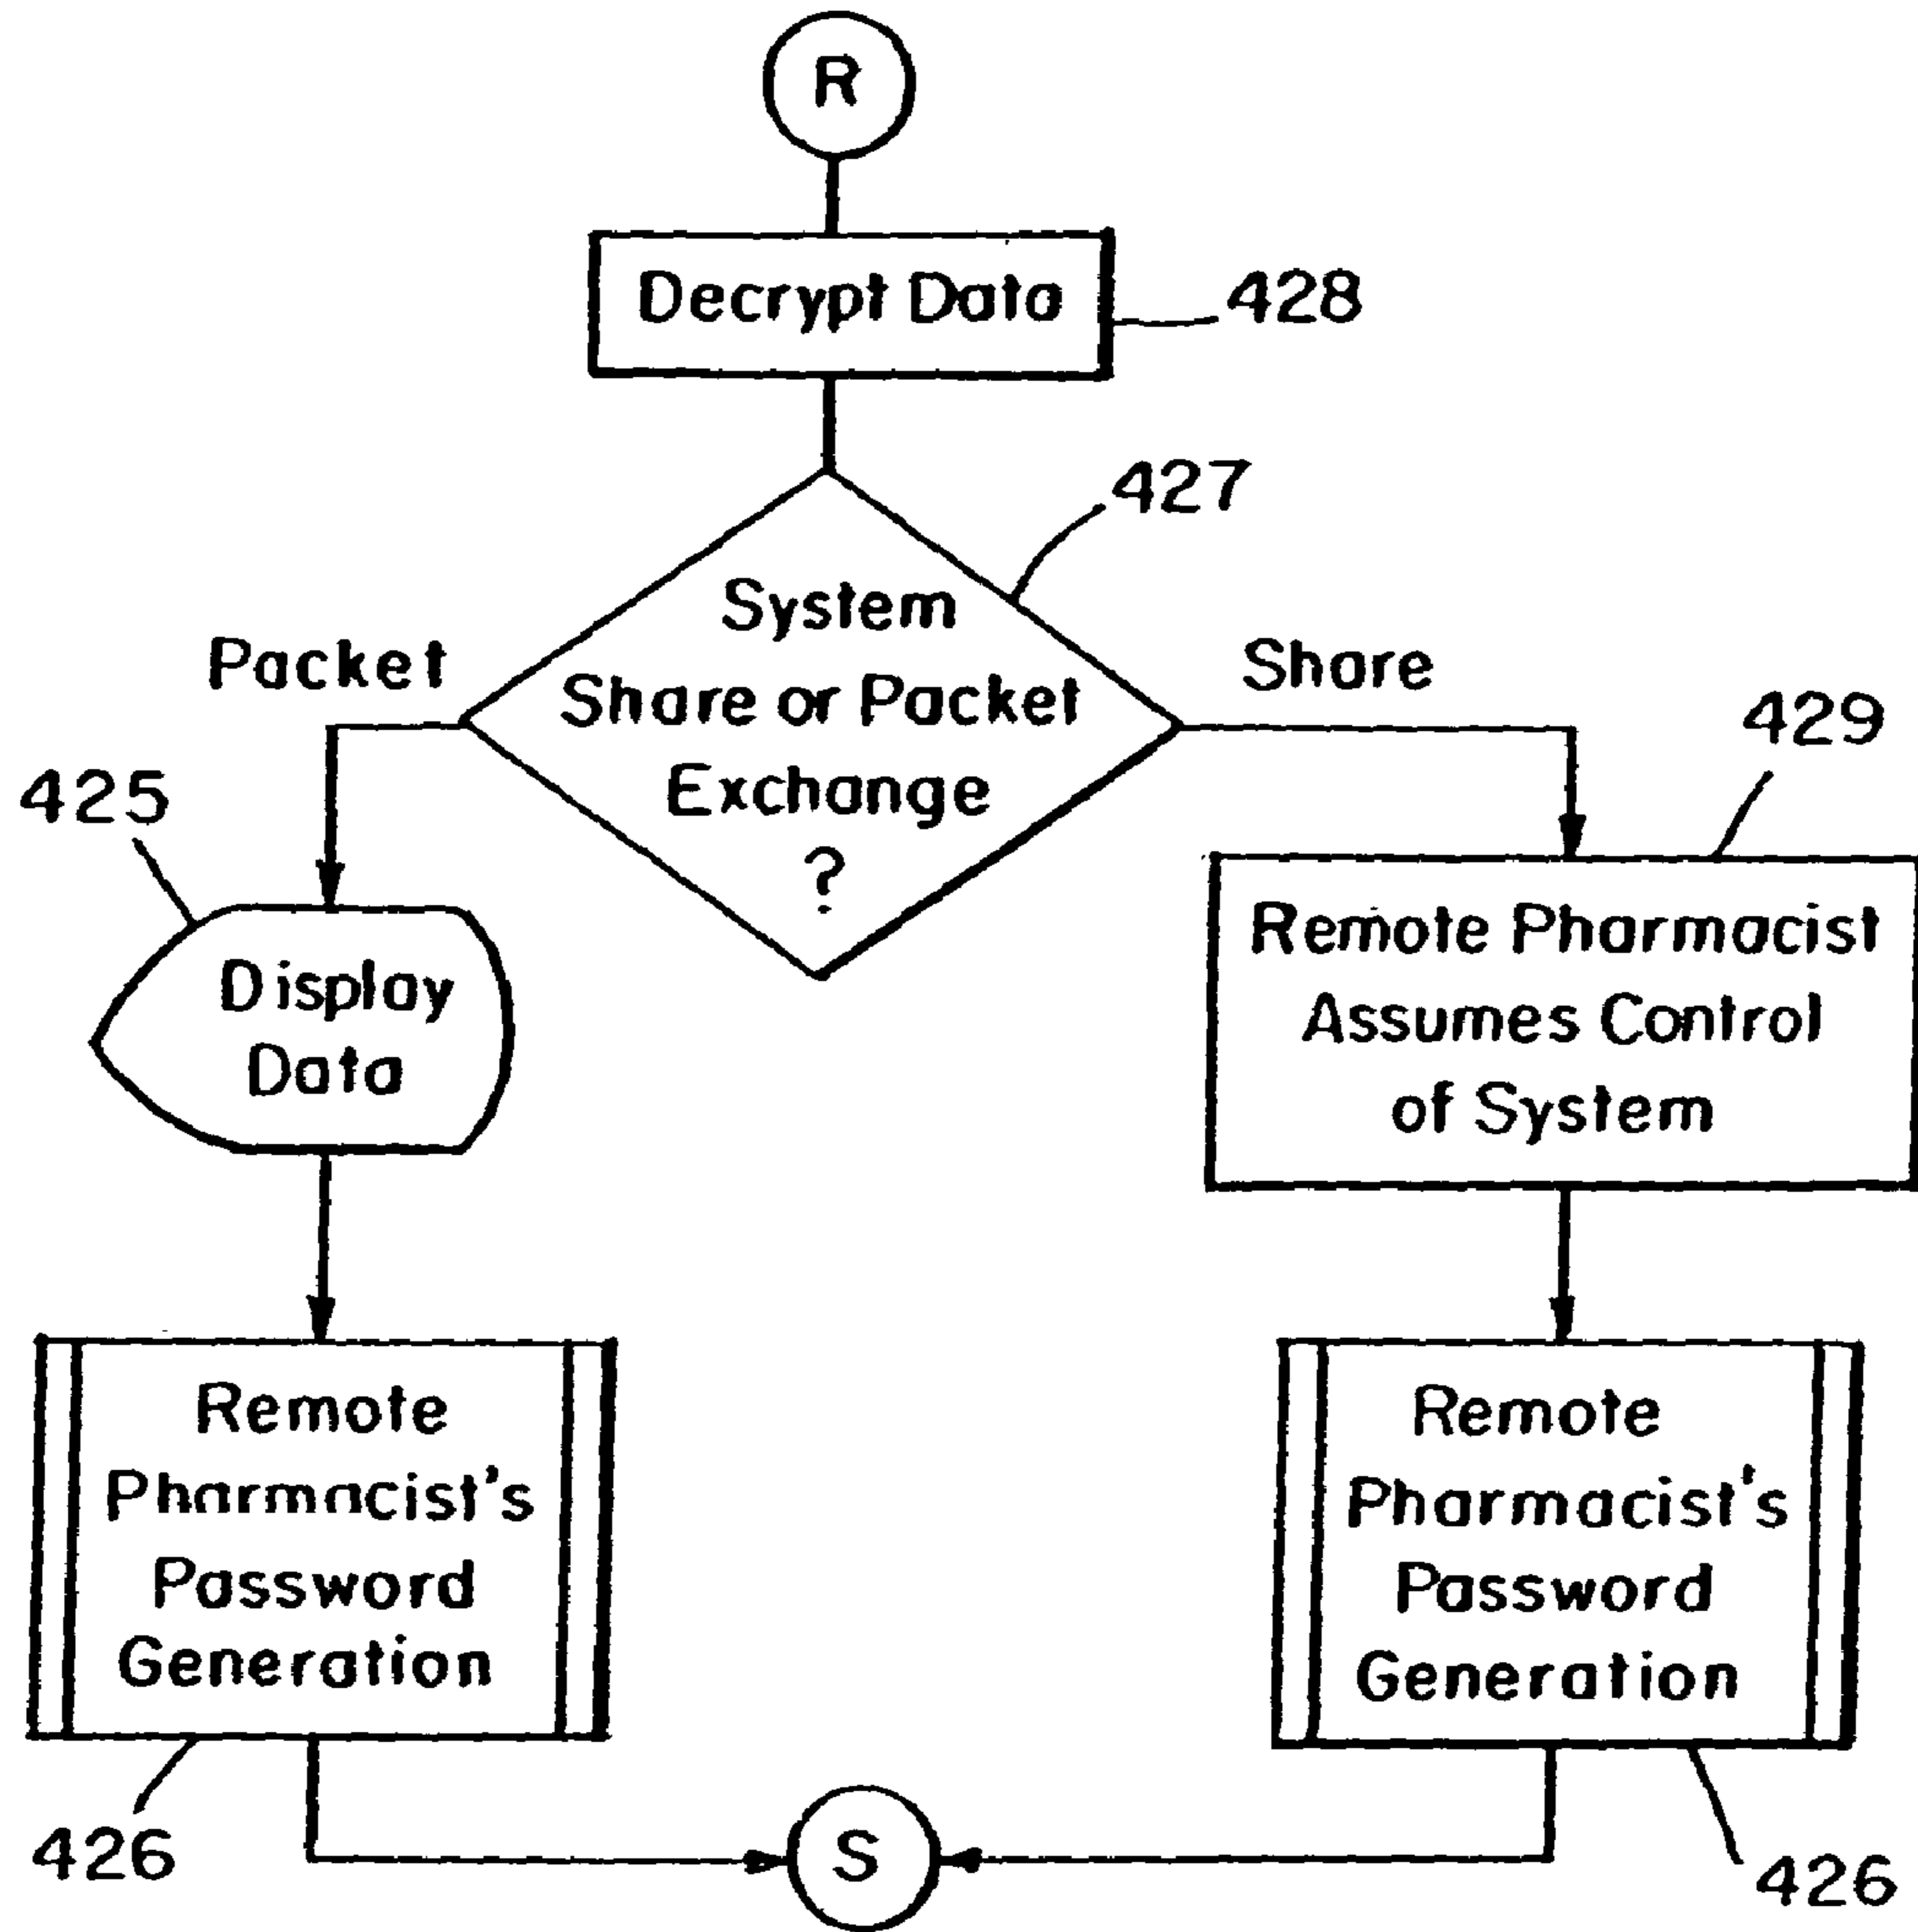 R
Decrypt Data
428
427
System
Share or Packet
Exchange
?
Packet
Share
429
425
Display
Data
Remote Pharmacist
Assumes Control
of System
Remote
Pharmacist's
Password
Generation
Remote
Pharmacist's
Password
Generation
426
S
426